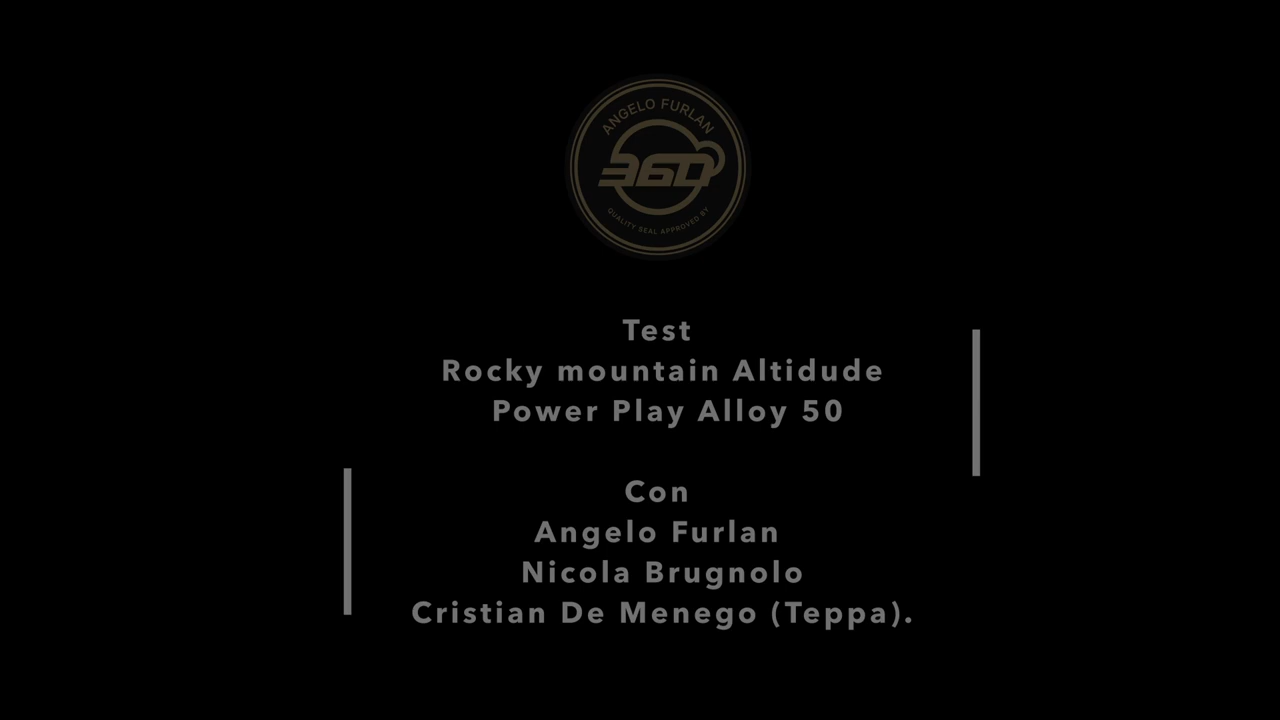 ANGELO FURLAN
360
QUALITY SEAL APPROVED BY
Test
Rocky mountain Altidude
Power Play Alloy 50
Con
Angelo Furlan
Nicola Brugnolo
Cristian De Menego (Teppa).